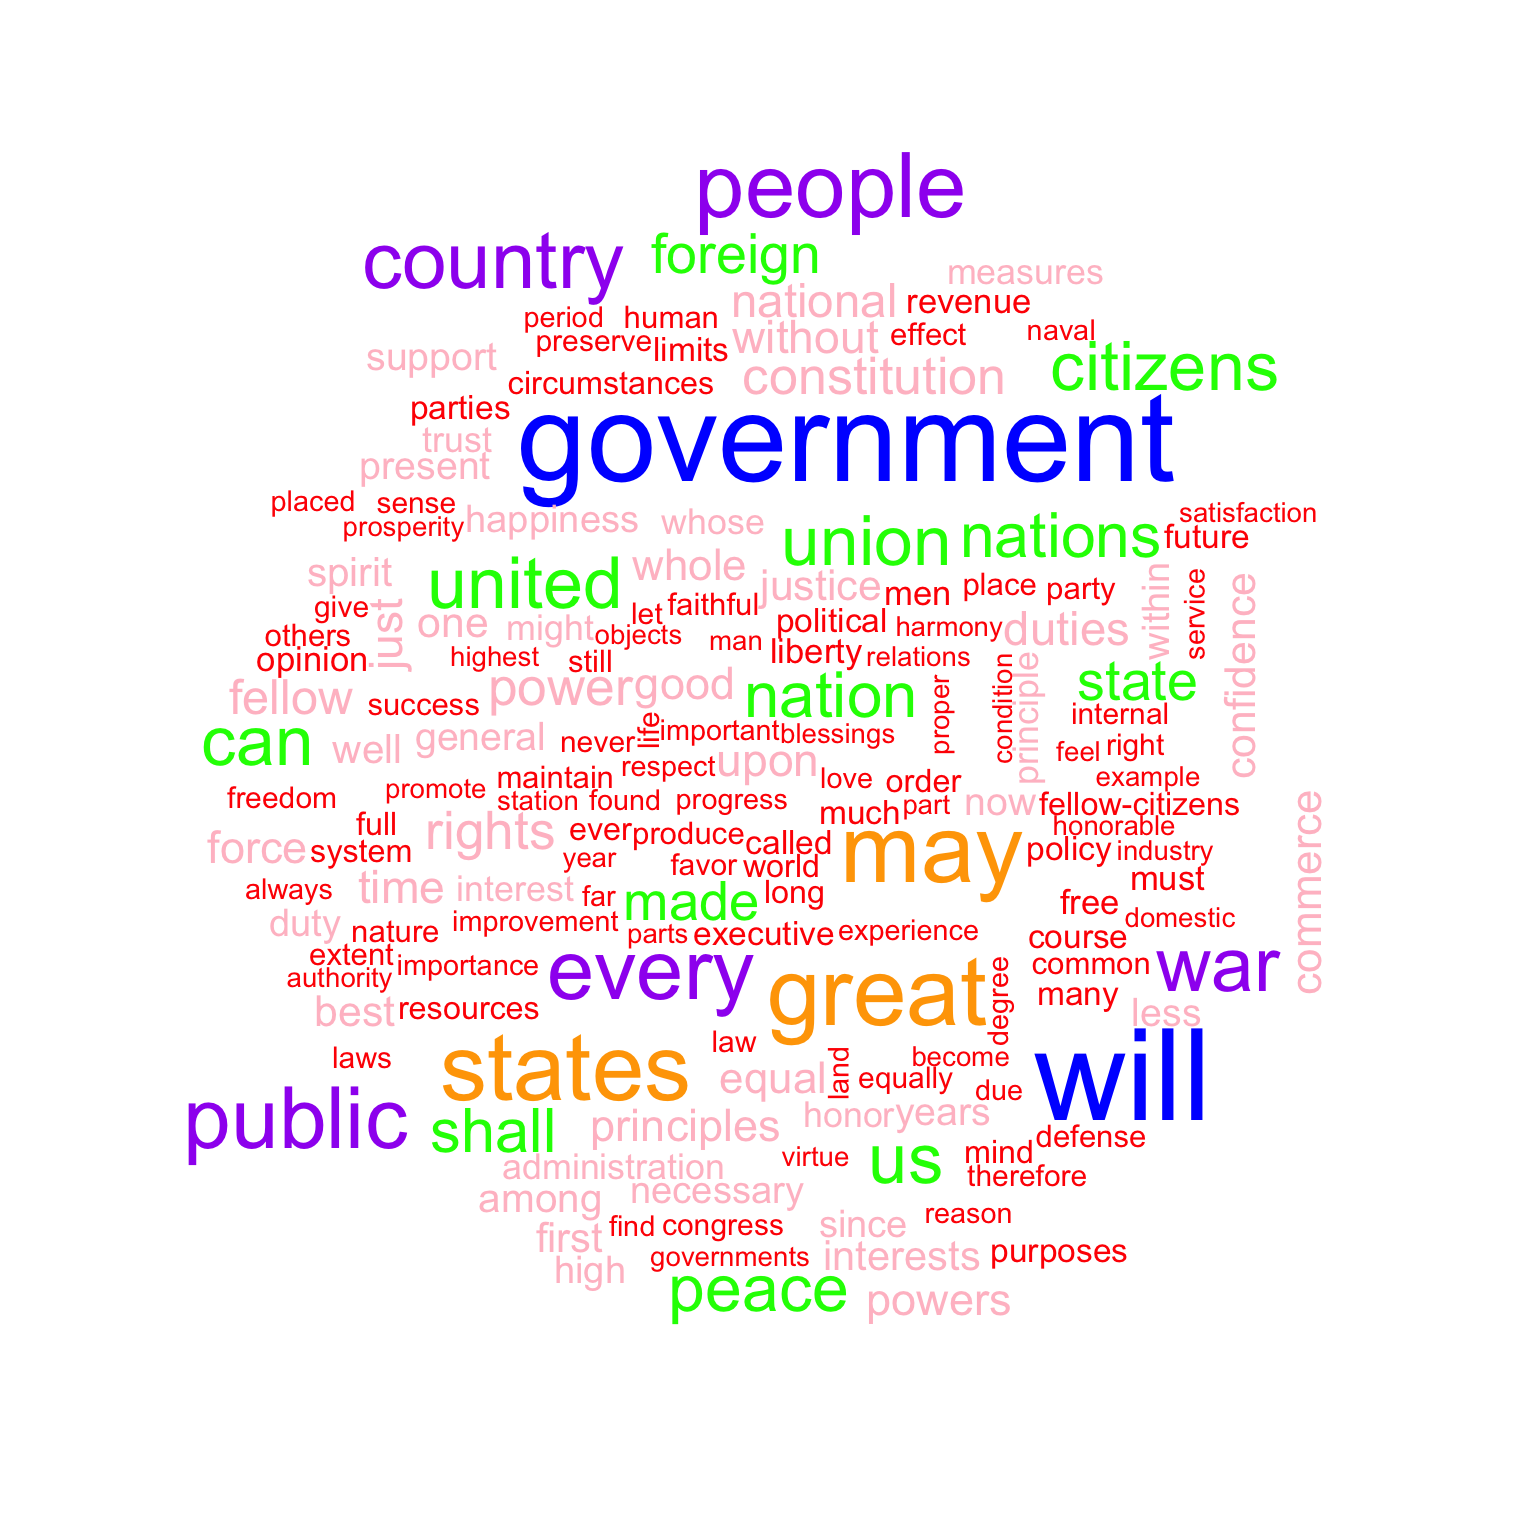 people
country foreign
measures
national revenue
period human without effect naval
preserve limits
support citizens
circumstances constitution
parties
government
trust
present
placed sense
prosperity happiness whose satisfaction
union nations future
spirit united whole
justice men place party within service
give just let faithful
others one might objects man political harmony duties confidence
opinion highest still liberty relations
fellow success power good nation proper condition principle state
internal
can well general never life important blessings feel right
upon
promote maintain respect love order example
freedom station found progress much part now fellow-citizens commerce
full rights ever produce called may honorable
force system year favor world policy industry
always time interest far made long must
duty nature improvement parts executive experience free domestic
extent course
authority importance every great degree common war
best resources many less
laws states law land become will
equal equally due
public shall principles honor years defense
administration virtue us mind
among necessary therefore
first find congress since reason
high governments interests purposes
peace powers